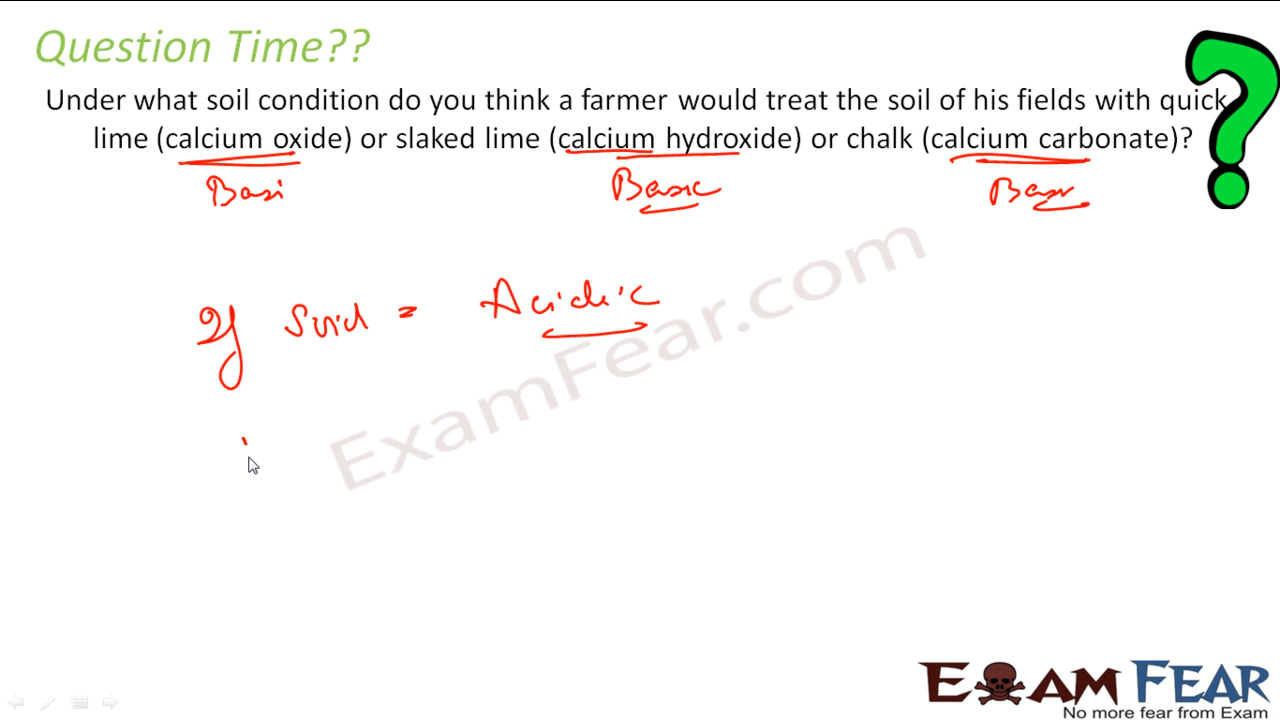 Question Time??
Under what soil condition do you think a farmer would treat the soil of his fields with quick
lime (calcium oxide) or slaked lime (calcium hydroxide) or chalk (calcium carbonate)?
Basi Basic Basic
If Soid = Acidic
ExamFear.com
EXAM FEAR
No more fear from Exam